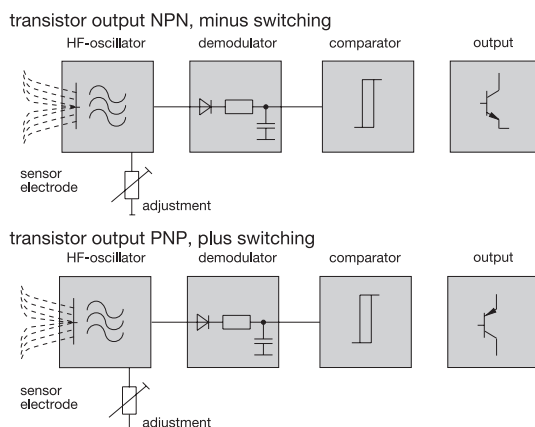 transistor output NPN, minus switching
HF-oscillator demodulator comparator output
sensor
electrode
adjustment
transistor output PNP, plus switching
HF-oscillator demodulator comparator output
sensor
electrode
adjustment